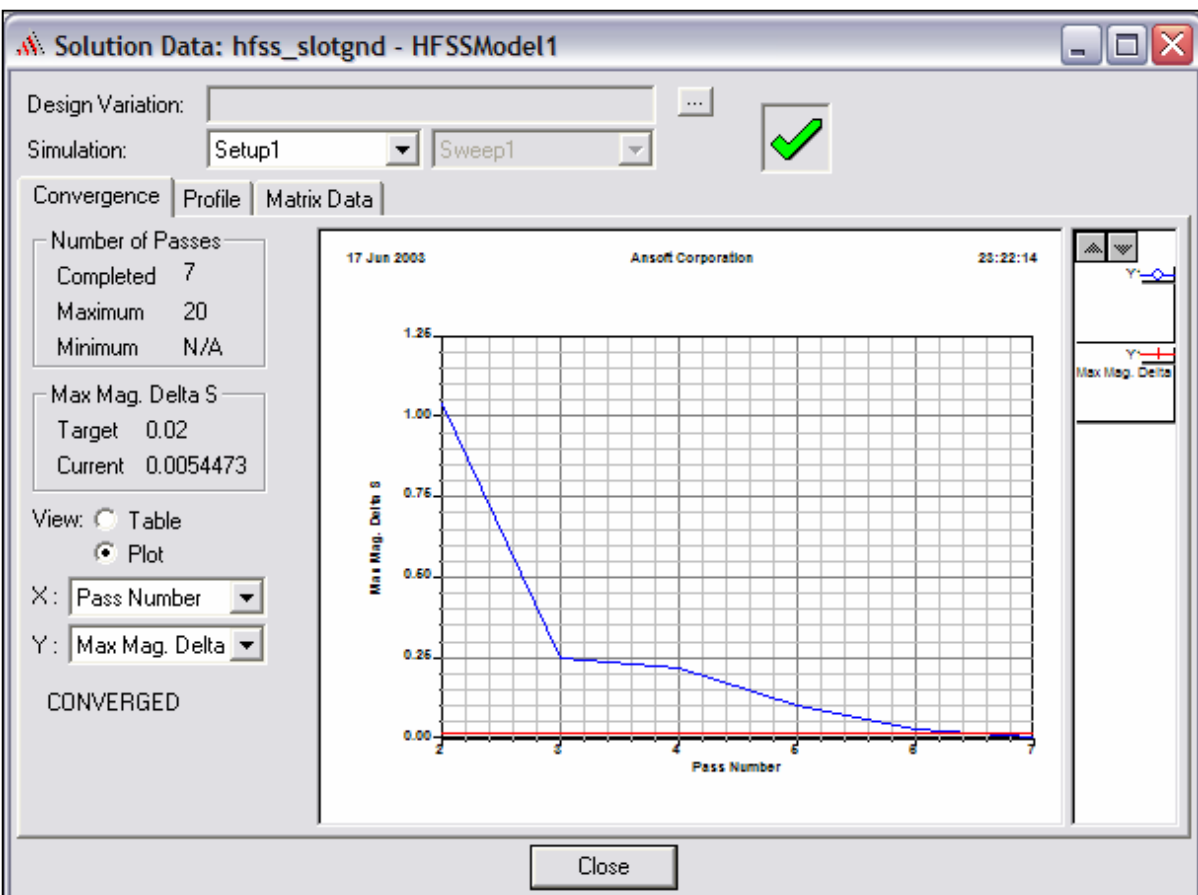 Solution Data: hfss_slotgnd - HFSSModel1
Design Variation:
...
Simulation:
Setup1
Sweep1
Convergence
Profile
Matrix Data
Number of Passes
Completed 7
Maximum 20
Minimum N/A
Max Mag. Delta S
Target 0.02
Current 0.0054473
View:
Table
Plot
X :
Pass Number
Y :
Max Mag. Delta
CONVERGED
17 Jun 2003
Ansoft Corporation
23:22:14
1.25
1.00
0.75
0.50
0.25
0.00
Max Mag. Delta S
2 3 4 5 6 7
Pass Number
Y:
Y:
Max Mag. Delta
Close